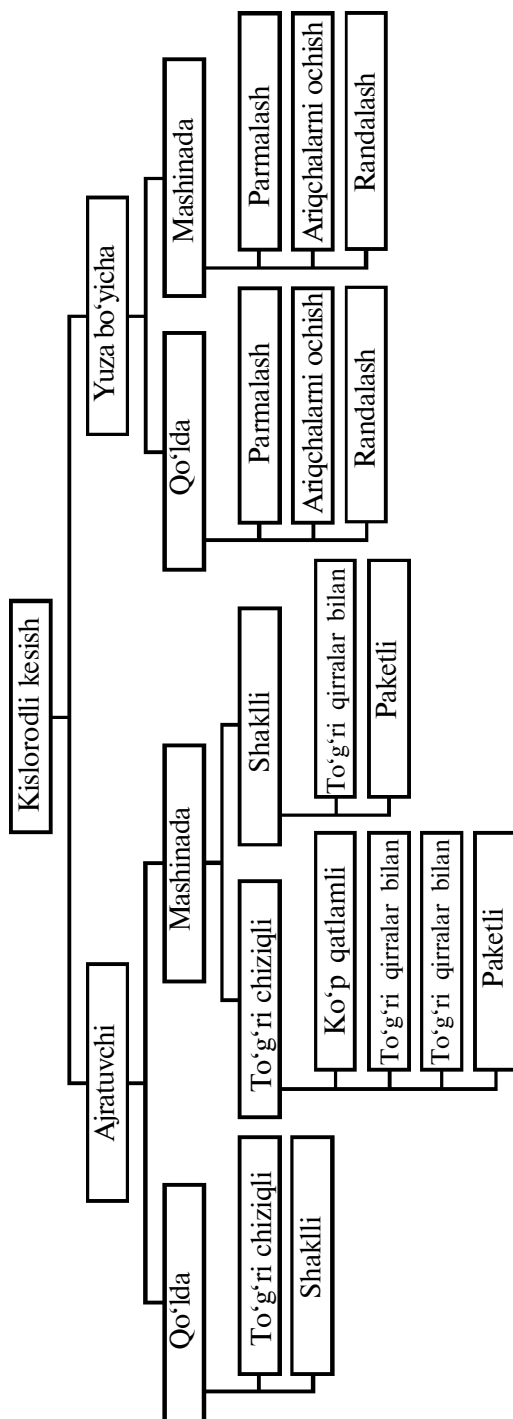 Kislorodli kesish
Ajratuvchi
Yuza bo‘yicha
Qo‘lda
Mashinada
Qo‘lda
Mashinada
To‘g‘ri chiziqli
Shaklli
To‘g‘ri chiziqli
Ko‘p qatlamli
To‘g‘ri qirralar bilan
To‘g‘ri qirralar bilan
Paketli
Shaklli
To‘g‘ri qirralar bilan
Paketli
Parmalash
Ariqchalarni ochish
Randalash
Parmalash
Ariqchalarni ochish
Randalash